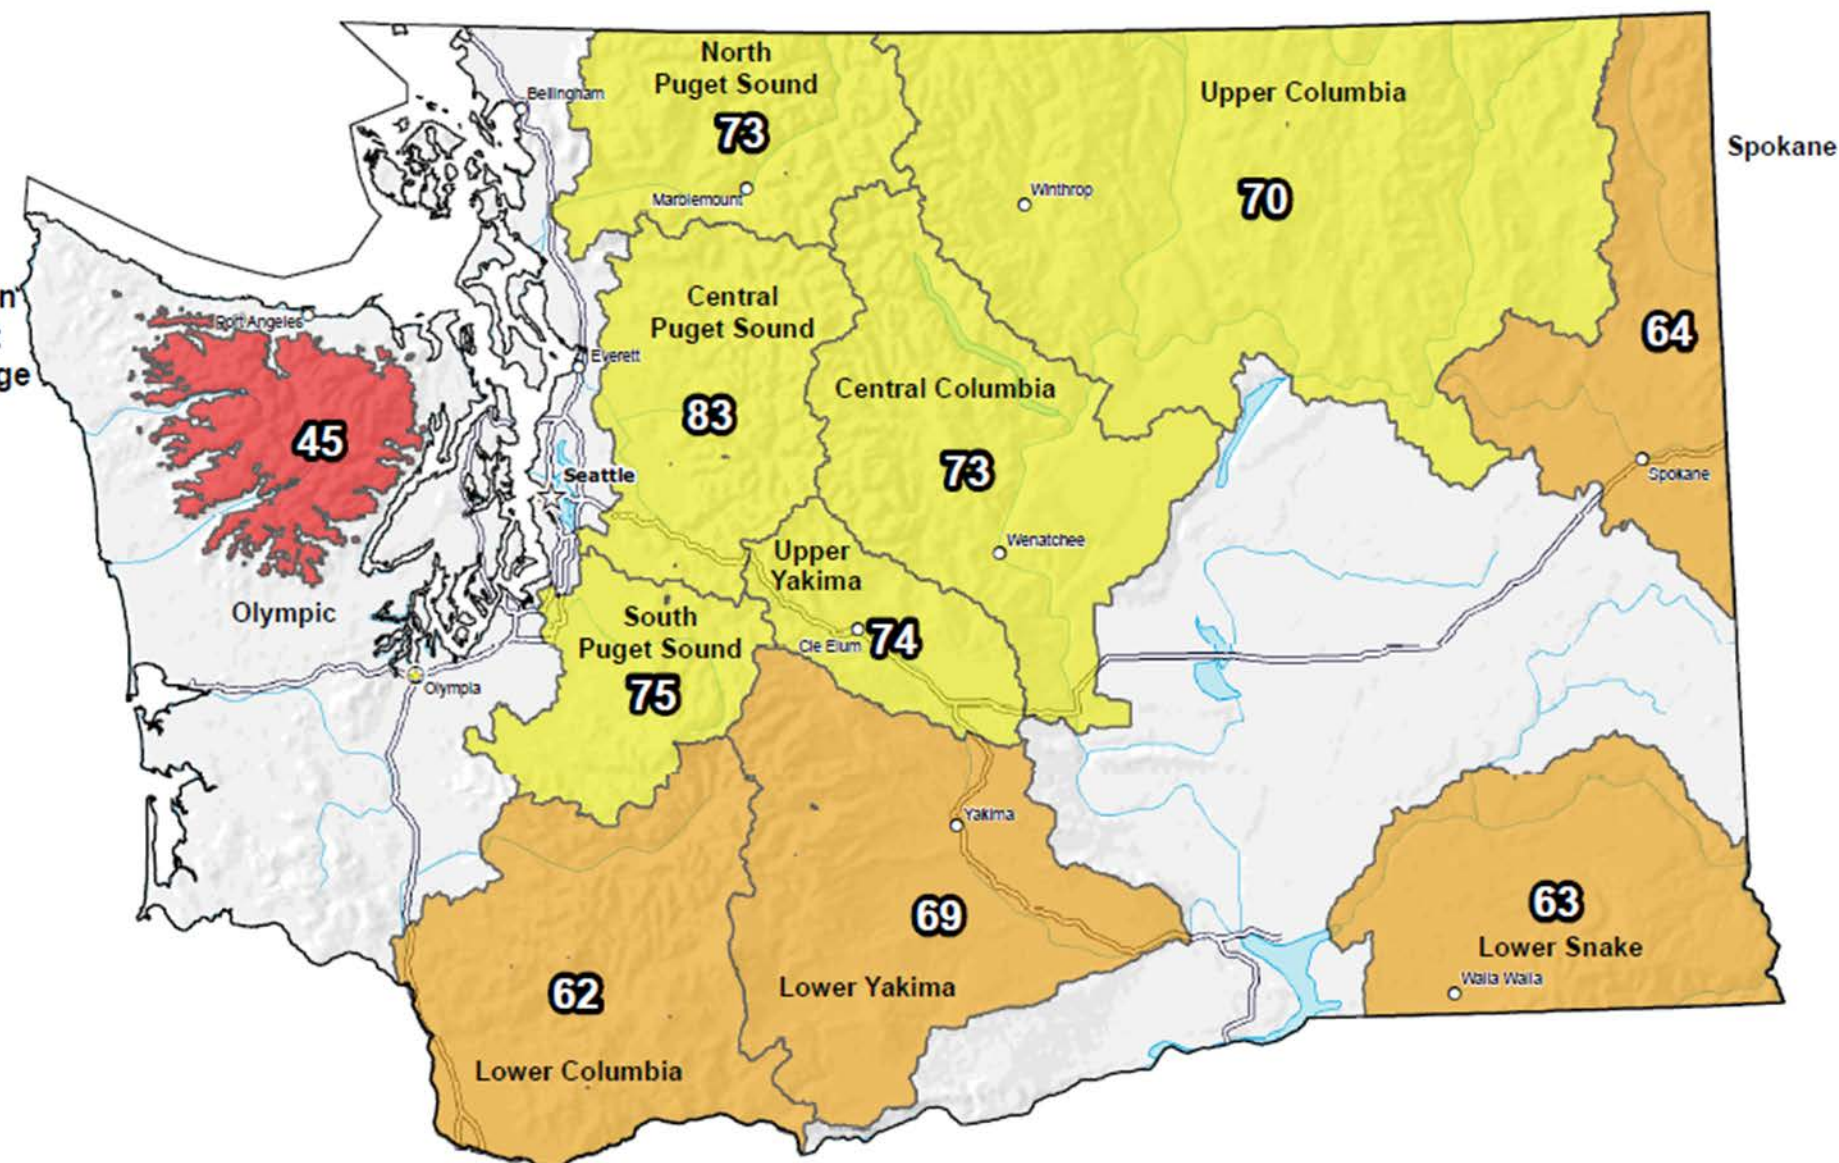 North
Puget Sound
73
Bellingham
Marblemount
Upper Columbia
70
Winthrop
Spokane
64
n
ge
Port Angeles
45
Olympic
Everett
Central
Puget Sound
83
Central Columbia
73
Seattle
Spokane
Wenatchee
Upper
Yakima
Cle Elum
74
South
Puget Sound
75
Olympia
Yakima
69
Lower Yakima
62
Lower Columbia
63
Lower Snake
Walla Walla